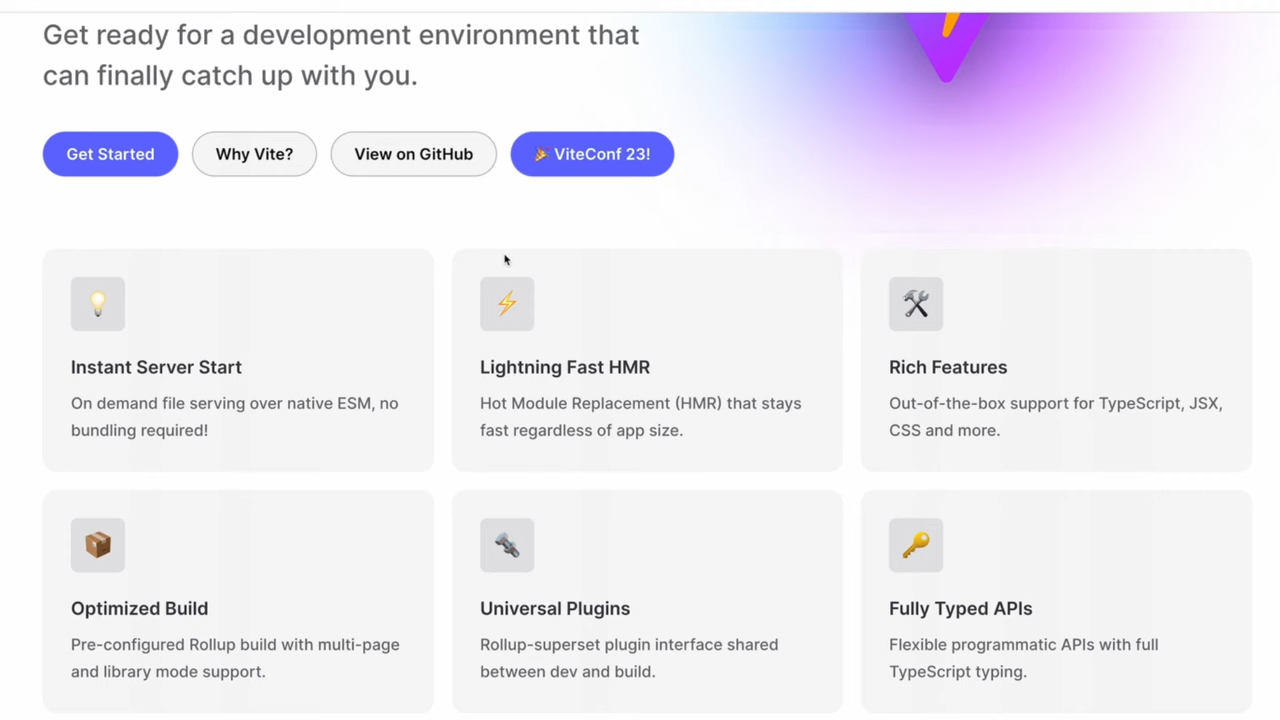 Get ready for a development environment that
can finally catch up with you.
Get Started
Why Vite?
View on GitHub
🎉 ViteConf 23!
Instant Server Start
On demand file serving over native ESM, no
bundling required!
Lightning Fast HMR
Hot Module Replacement (HMR) that stays
fast regardless of app size.
Rich Features
Out-of-the-box support for TypeScript, JSX,
CSS and more.
Optimized Build
Pre-configured Rollup build with multi-page
and library mode support.
Universal Plugins
Rollup-superset plugin interface shared
between dev and build.
Fully Typed APIs
Flexible programmatic APIs with full
TypeScript typing.